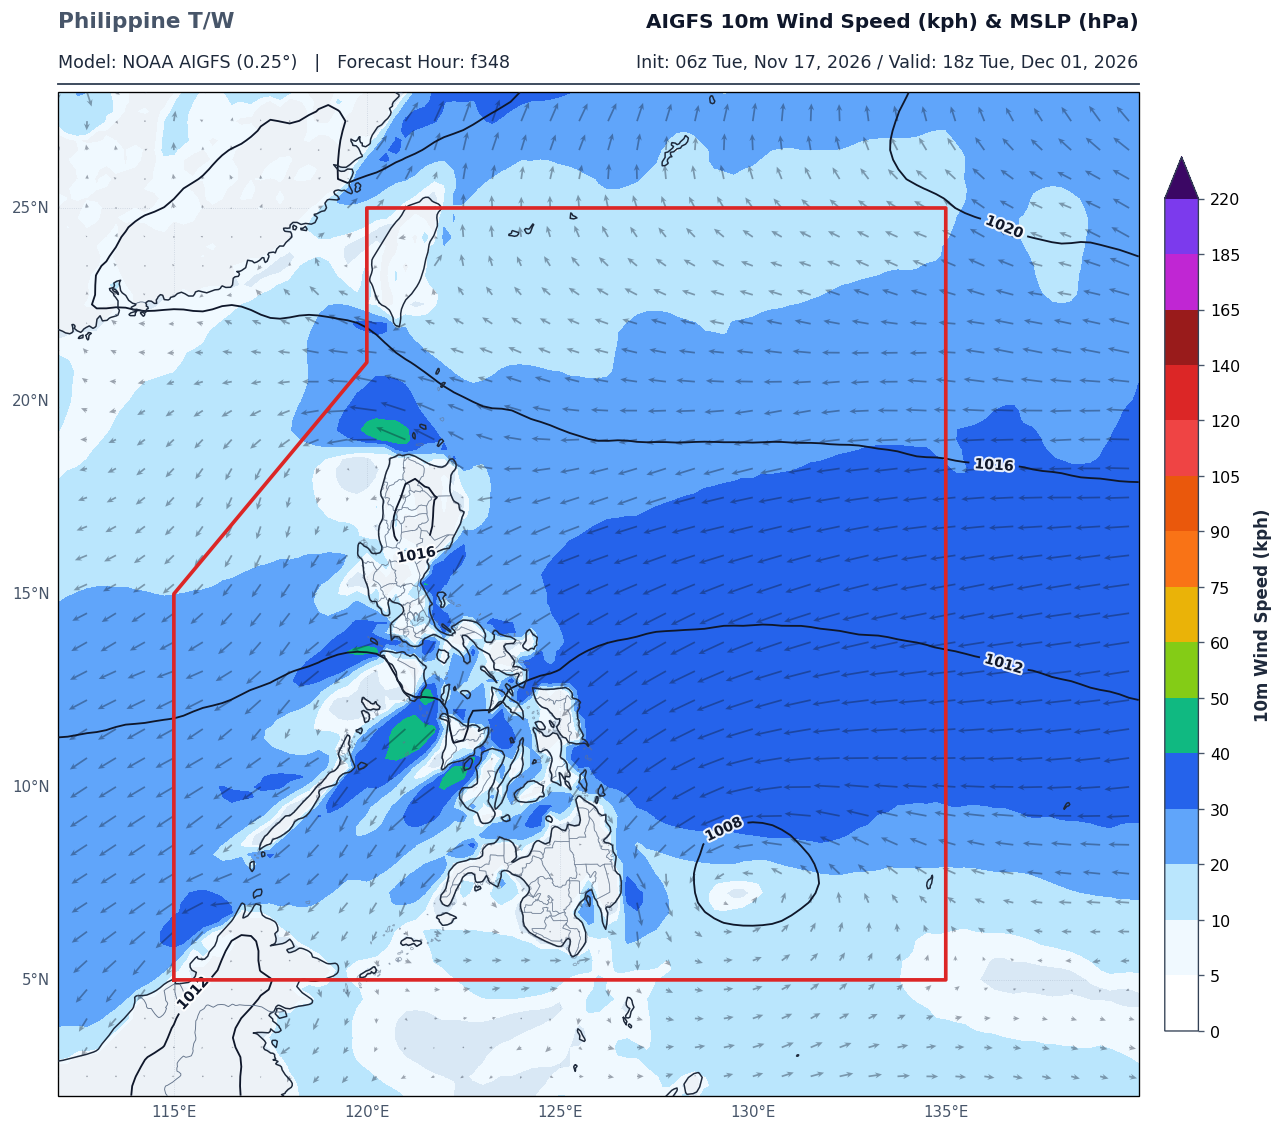 Philippine T/W
AIGFS 10m Wind Speed (kph) & MSLP (hPa)
Model: NOAA AIGFS (0.25°) | Forecast Hour: f348
Init: 06z Tue, Nov 17, 2026 / Valid: 18z Tue, Dec 01, 2026
25°N
20°N
15°N
10°N
5°N
115°E
120°E
125°E
130°E
135°E
1020
1016
1016
1012
1008
1012
220
185
165
140
120
105
90
75
60
50
40
30
20
10
5
0
10m Wind Speed (kph)